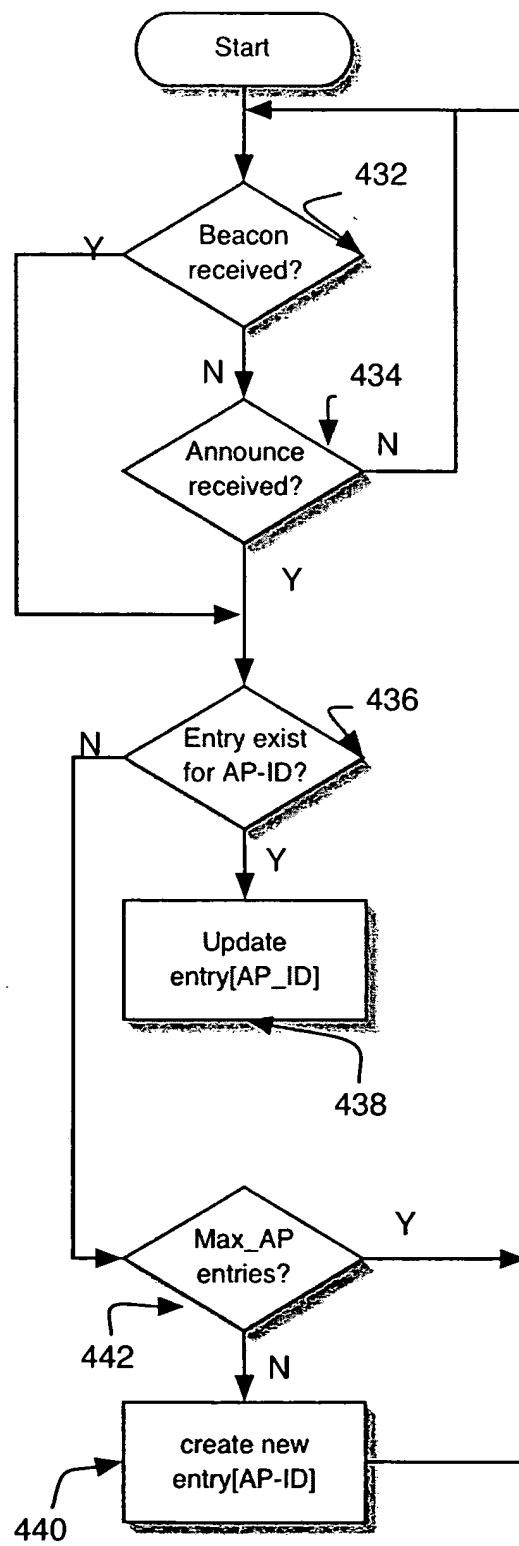 Start
432
Y
Beacon
received?
N
434
Announce
received?
N
Y
436
N
Entry exist
for AP-ID?
Y
Update
entry[AP_ID]
438
Max_AP
entries?
Y
442
N
create new
entry[AP-ID]
440